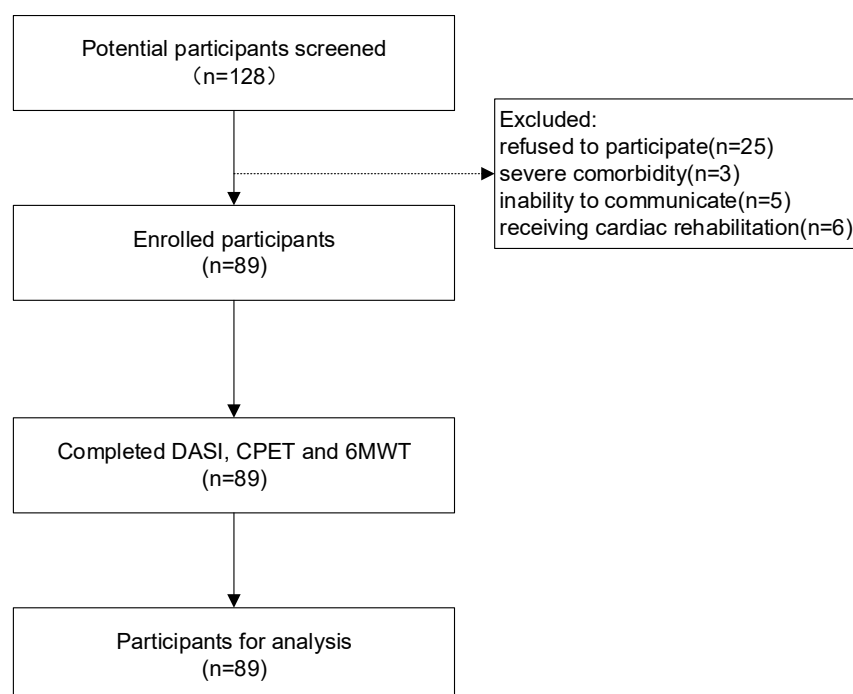 Potential participants screened
（n=128）
Excluded:
refused to participate(n=25)
severe comorbidity(n=3)
inability to communicate(n=5)
receiving cardiac rehabilitation(n=6)
Enrolled participants
(n=89)
Completed DASI, CPET and 6MWT
(n=89)
Participants for analysis
(n=89)